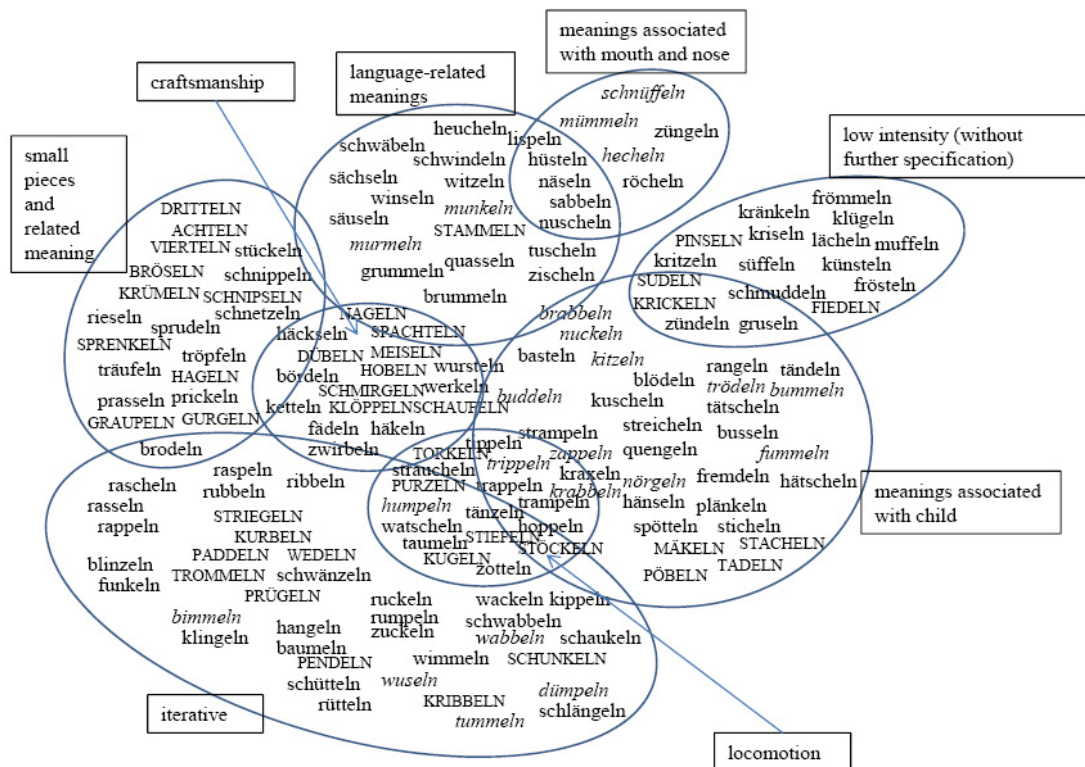 meanings associated
with mouth and nose
craftsmanship
language-related
meanings
low intensity (without
further specification)
small
pieces
and
related
meaning
schnüffeln
mümmeln
züngeln
hecheln
röcheln
heucheln
lispeln
schwäbeln
schwindeln
hüsteln
sächseln
witzeln
näseln
winseln
sabbeln
munkeln
säuseln
nuscheln
STAMMELN
murmeln
tuscheln
quasseln
grummeln
zischeln
brummeln
frömmeln
kränkeln
klügeln
PINSELN
kriseln
lächeln
muffeln
kritzeln
süffeln
künsteln
SUDELN
frösteln
schmuddeln
KRICKELN
FIEDELN
zündeln
gruseln
DRITTELN
ACHTELN
VIERTELN
stückeln
BRÖSELN
schnippeln
KRÜMELN
SCHNIPSELN
rieseln
schnetzeln
sprudeln
SPRENKELN
tröpfeln
träufeln
HAGELN
prasseln
prickeln
GRAUPELN
GURGELN
brodeln
NAGELN
häckseln
SPACHTELN
DÜBELN
MEISELN
HOBELN
wursteln
bördeln
SCHMIRGELN
werkeln
ketteln
KLÖPPELN
SCHAUFELN
fädeln
häkeln
zwirbeln
brabbeln
nuckeln
basteln
kitzeln
rangeln
tändeln
blödeln
trödeln
bummeln
buddeln
kuscheln
tätscheln
strampeln
streicheln
busseln
zappeln
quengeln
fummeln
kraxeln
nörgeln
fremdeln
hätscheln
krabbeln
hänseln
plänkeln
spötteln
sticheln
MÄKELN
STACHELN
PÖBELN
TADELN
meanings associated
with child
TORKELN
tippeln
trippeln
straucheln
PURZELN
trappeln
humpeln
tänzeln
trampeln
watscheln
hoppeln
taumeln
STIEFELN
STÖCKELN
KUGELN
zotteln
rascheln
raspeln
ribbeln
rasseln
rubbeln
rappeln
STRIEGELN
KURBELN
blinzeln
PADDELN
WEDELN
funkeln
TROMMELN
schwänzeln
PRÜGELN
bimmeln
ruckeln
wackeln
kippeln
klingeln
hangeln
rumpeln
schwabbeln
zuckeln
wabbeln
schaukeln
baumeln
PENDELN
wimmeln
SCHUNKELN
schütteln
wuseln
dümpeln
rütteln
KRIBBELN
schlängeln
tummeln
iterative
locomotion